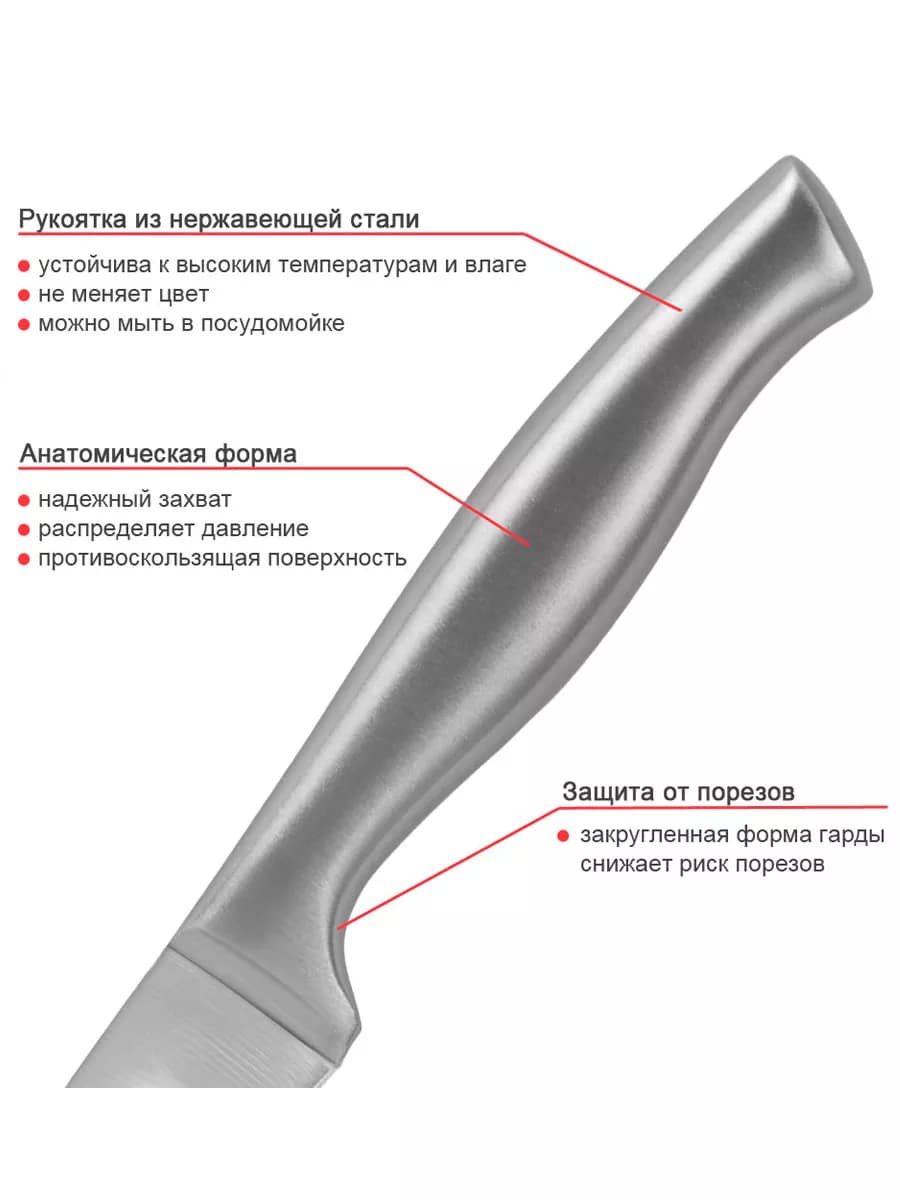 Рукоятка из нержавеющей стали
устойчива к высоким температурам и влаге
не меняет цвет
можно мыть в посудомойке
Анатомическая форма
надежный захват
распределяет давление
противоскользящая поверхность
Защита от порезов
закругленная форма гарды
снижает риск порезов